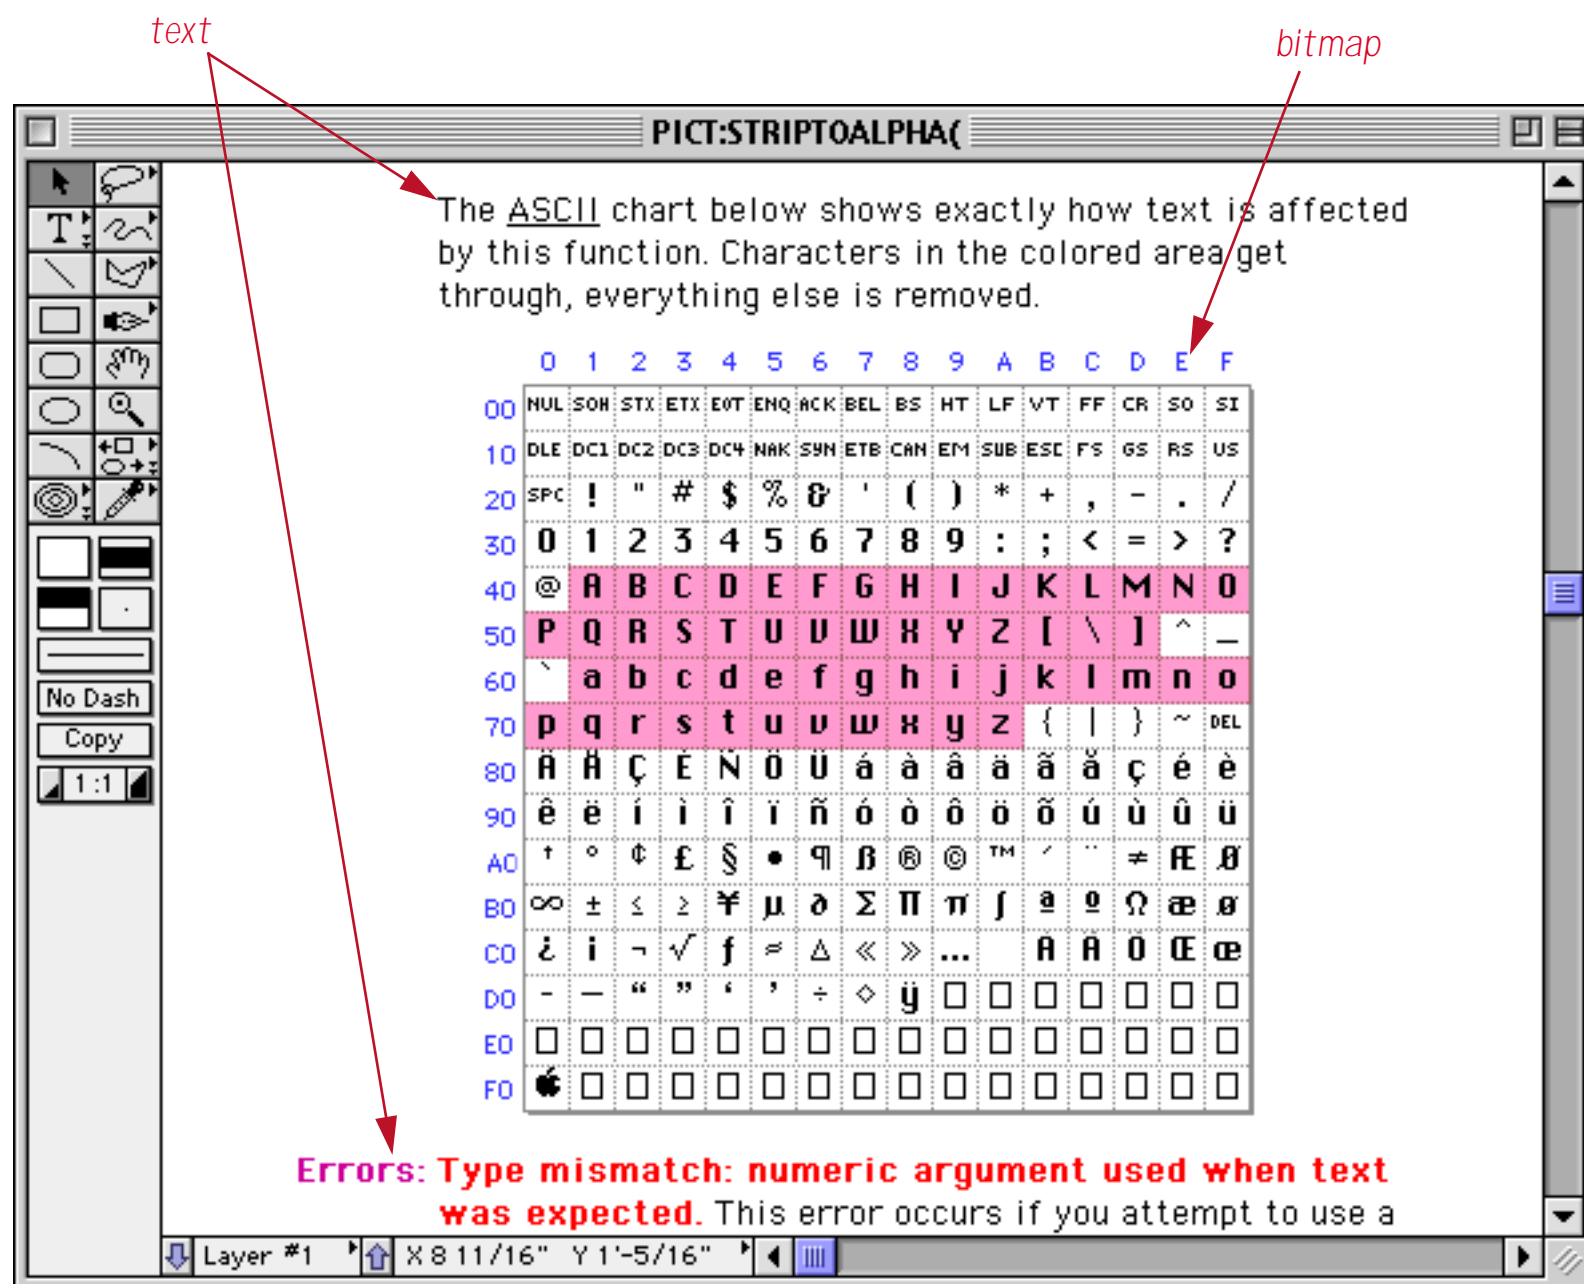 text
bitmap
PICT:STRIPTOALPHA(
The ASCII chart below shows exactly how text is affected
by this function. Characters in the colored area get
through, everything else is removed.
0 1 2 3 4 5 6 7 8 9 A B C D E F
00 NUL SOH STX ETX EOT ENQ ACK BEL BS HT LF VT FF CR SO SI
10 DLE DC1 DC2 DC3 DC4 NAK SYN ETB CAN EM SUB ESC FS GS RS US
20 SPC ! " # $ % & ' ( ) * + , - . /
30 0 1 2 3 4 5 6 7 8 9 : ; < = > ?
40 @ A B C D E F G H I J K L M N O
50 P Q R S T U V W X Y Z [ \ ] ^ _
60 ` a b c d e f g h i j k l m n o
70 p q r s t u v w x y z { | } ~ DEL
80 Ä Å Ç É Ñ Ö Ü á à â ä ã å ç é è
90 ê ë í ì î ï ñ ó ò ô ö õ ú ù û ü
A0 † ° ¢ £ § • ¶ ß ® © ™ ´ ¨ ≠ Æ Ø
B0 ∞ ± ≤ ≥ ¥ µ ∂ Σ Π π ∫ ª º Ω æ ø
C0 ¿ ¡ ¬ √ ƒ ≈ Δ « » … À Ã Õ Œ œ
D0 – — “ ” ‘ ’ ÷ ◊ ÿ
E0
F0
Errors: Type mismatch: numeric argument used when text
was expected. This error occurs if you attempt to use a
No Dash
Copy
1:1
Layer #1 X 8 11/16" Y 1'-5/16"